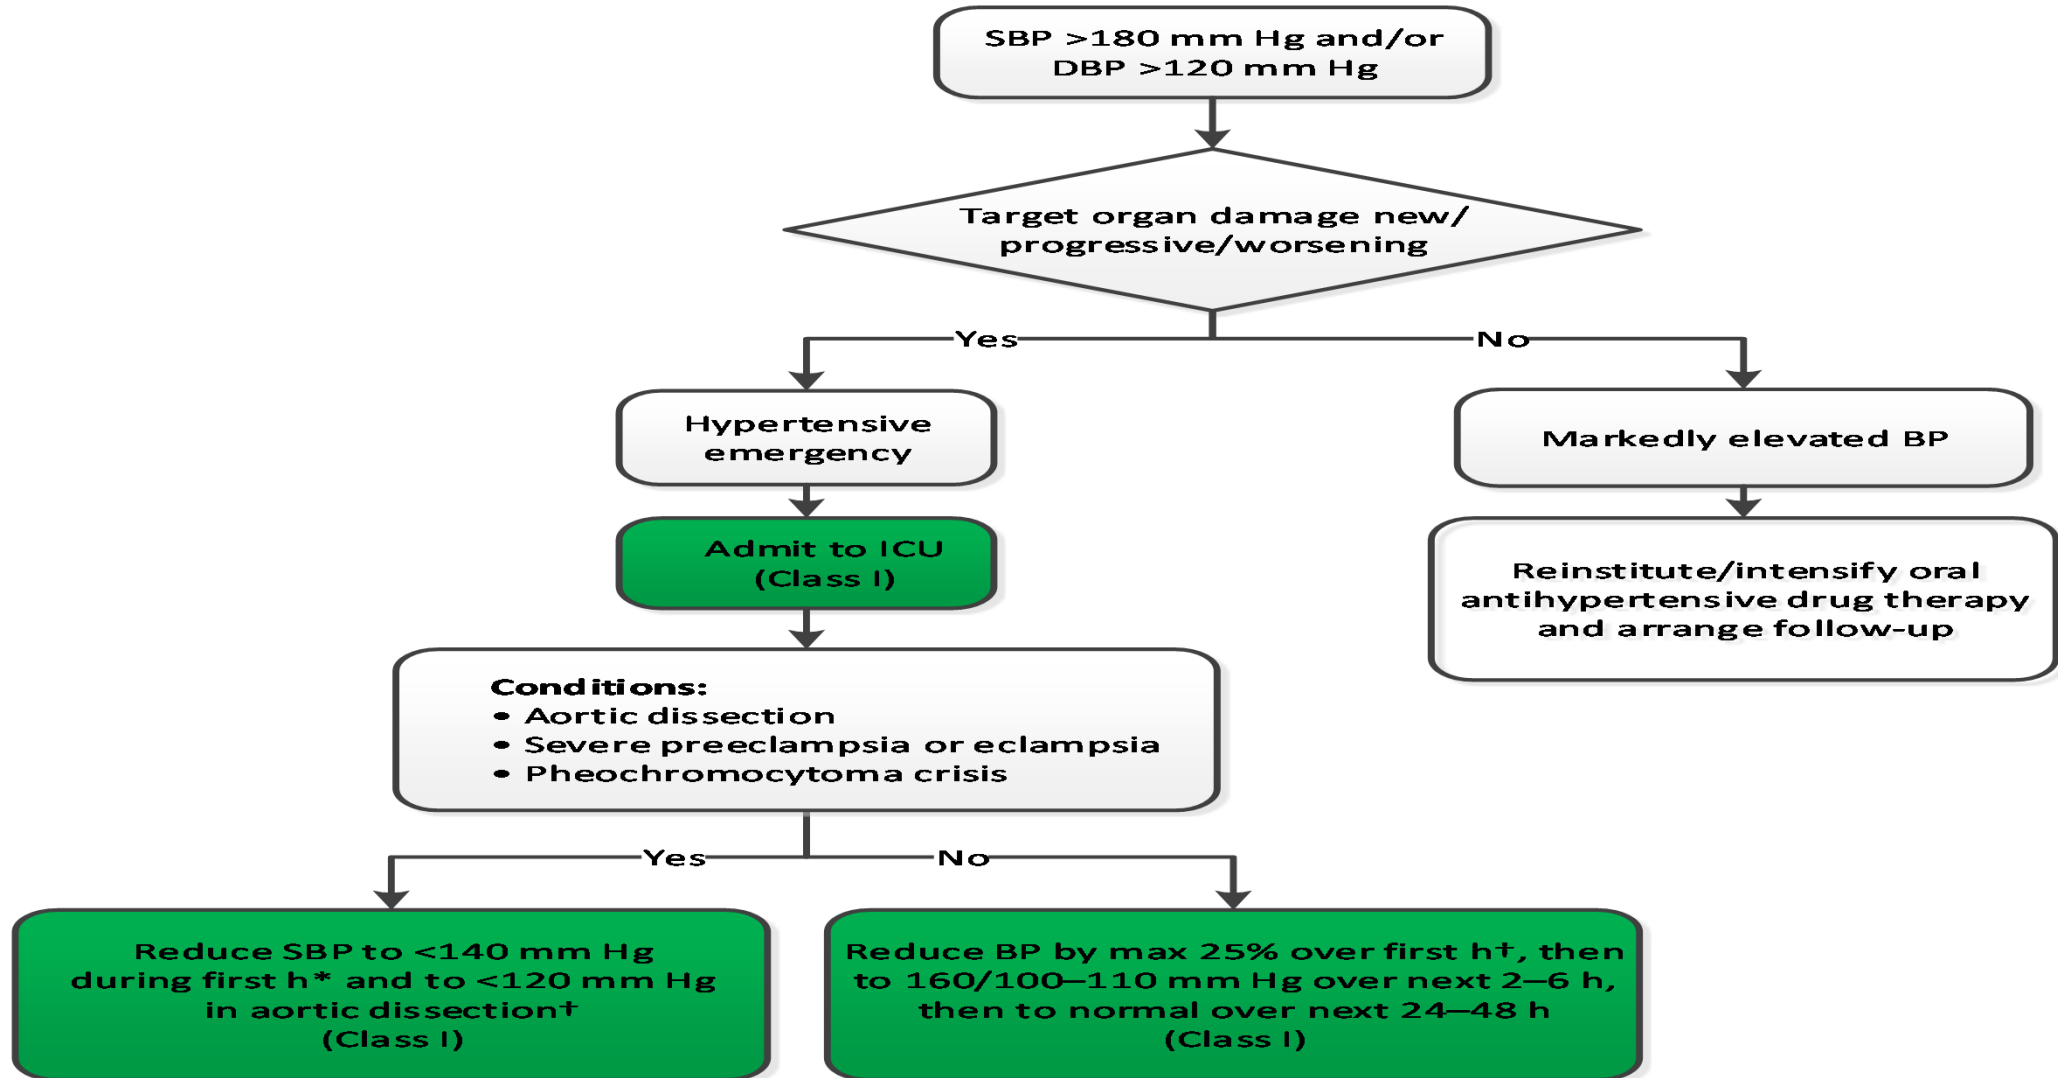 SBP >180 mm Hg and/or
DBP >120 mm Hg
Target organ damage new/
progressive/worsening
Yes
No
Hypertensive
emergency
Markedly elevated BP
Admit to ICU
(Class I)
Reinstitute/intensify oral
antihypertensive drug therapy
and arrange follow-up
Conditions:
• Aortic dissection
• Severe preeclampsia or eclampsia
• Pheochromocytoma crisis
Yes
No
Reduce SBP to <140 mm Hg
during first h* and to <120 mm Hg
in aortic dissection†
(Class I)
Reduce BP by max 25% over first h†, then
to 160/100–110 mm Hg over next 2–6 h,
then to normal over next 24–48 h
(Class I)